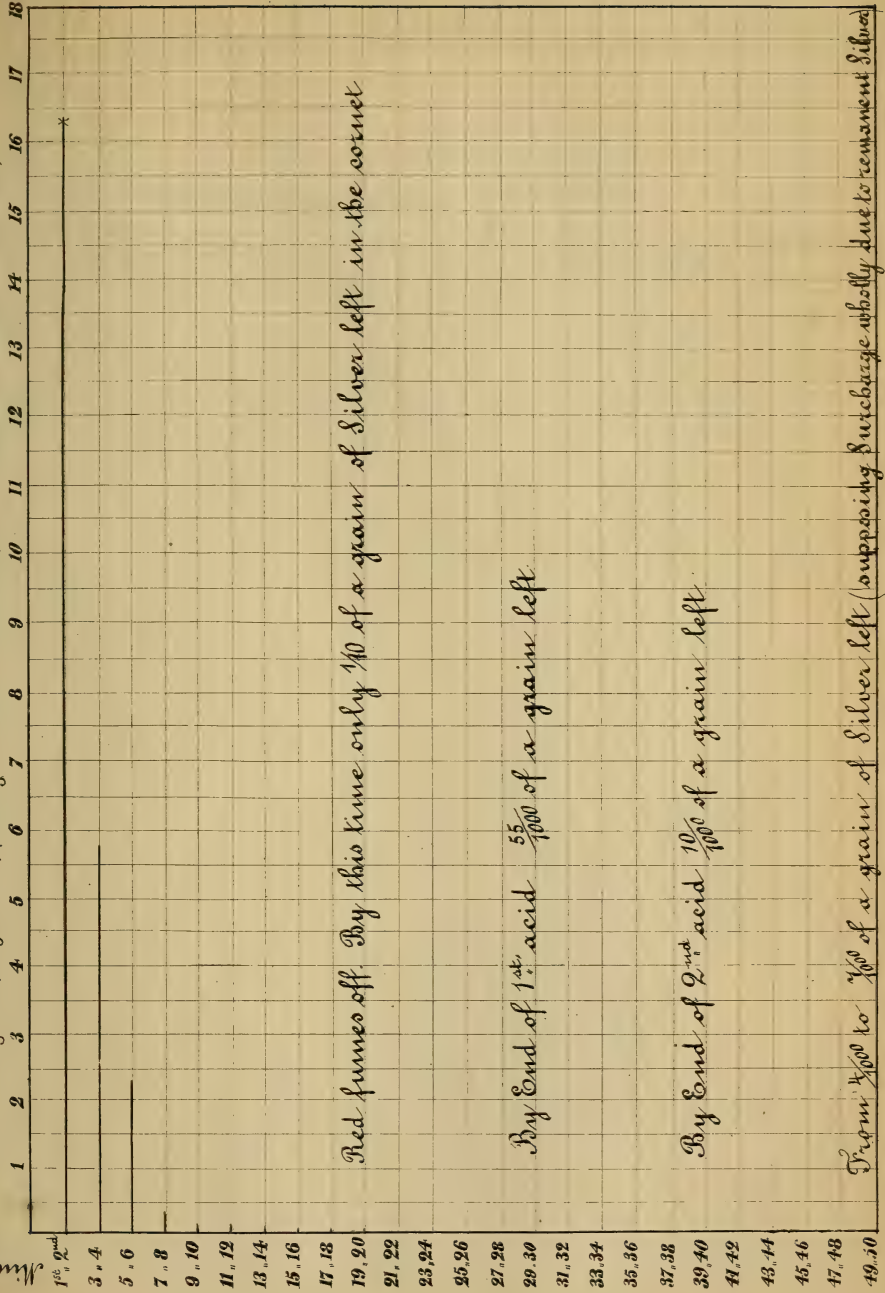 1 2 3 4 5 6 7 8 9 10 11 12 13 14 15 16 17 18
Min
1st „ 2nd
3 „ 4
5 „ 6
7 „ 8
9 „ 10
11 „ 12
13 „ 14
15 „ 16
17 „ 18
19 „ 20
21 „ 22
23 „ 24
25 „ 26
27 „ 28
29 „ 30
31 „ 32
33 „ 34
35 „ 36
37 „ 38
39 „ 40
41 „ 42
43 „ 44
45 „ 46
47 „ 48
49 „ 50
Red fumes off. By this time only 1/10 of a grain of Silver left in the cornet
By End of 1st acid 55/1000 of a grain left
By End of 2nd acid 10/1000 of a grain left
From to of a grain of Silver left (supposing Surcharge wholly due to remanent Silver)